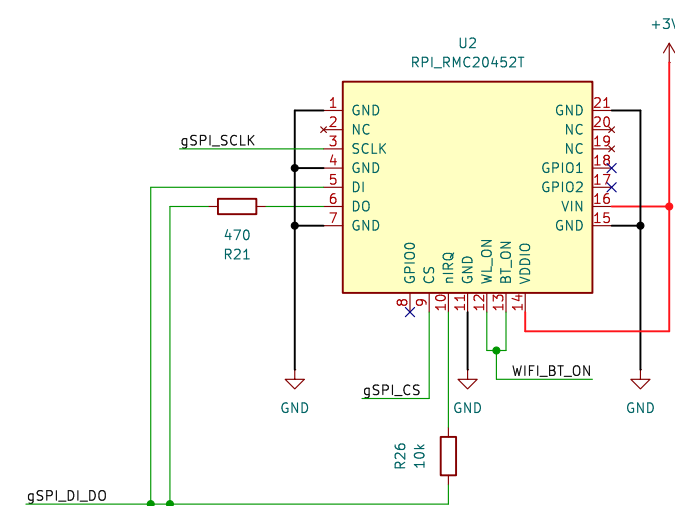 +3V
U2
RPI_RMC20452T
1 GND GND 21
2 NC NC 20
gSPI_SCLK 3 SCLK NC 19
4 GND GPIO1 18
5 DI GPIO2 17
6 DO VIN 16
7 GND GND 15
470
R21
GPIO0
CS
nIRQ
GND
WL_ON
BT_ON
VDDIO
8
9
10
11
12
13
14
WIFI_BT_ON
gSPI_CS
GND
GND
GND
R26
10k
gSPI_DI_DO